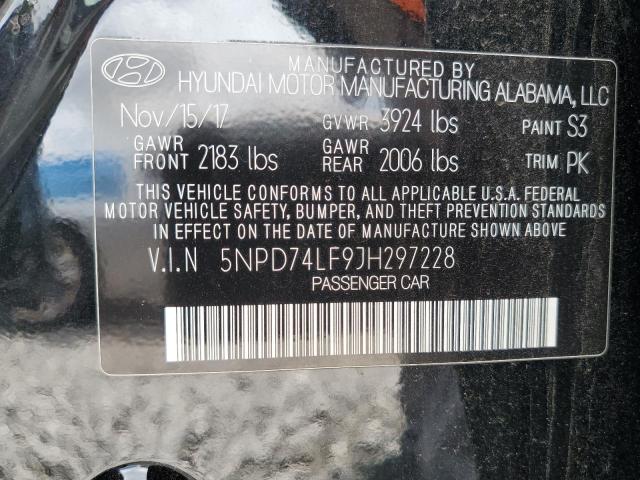 MANUFACTURED BY
HYUNDAI MOTOR MANUFACTURING ALABAMA, LLC
Nov/15/17 GVWR 3924 lbs PAINT S3
GAWR FRONT 2183 lbs GAWR REAR 2006 lbs TRIM PK
THIS VEHICLE CONFORMS TO ALL APPLICABLE U.S.A. FEDERAL
MOTOR VEHICLE SAFETY, BUMPER, AND THEFT PREVENTION STANDARDS
IN EFFECT ON THE DATE OF MANUFACTURE SHOWN ABOVE
V.I.N 5NPD74LF9JH297228
PASSENGER CAR